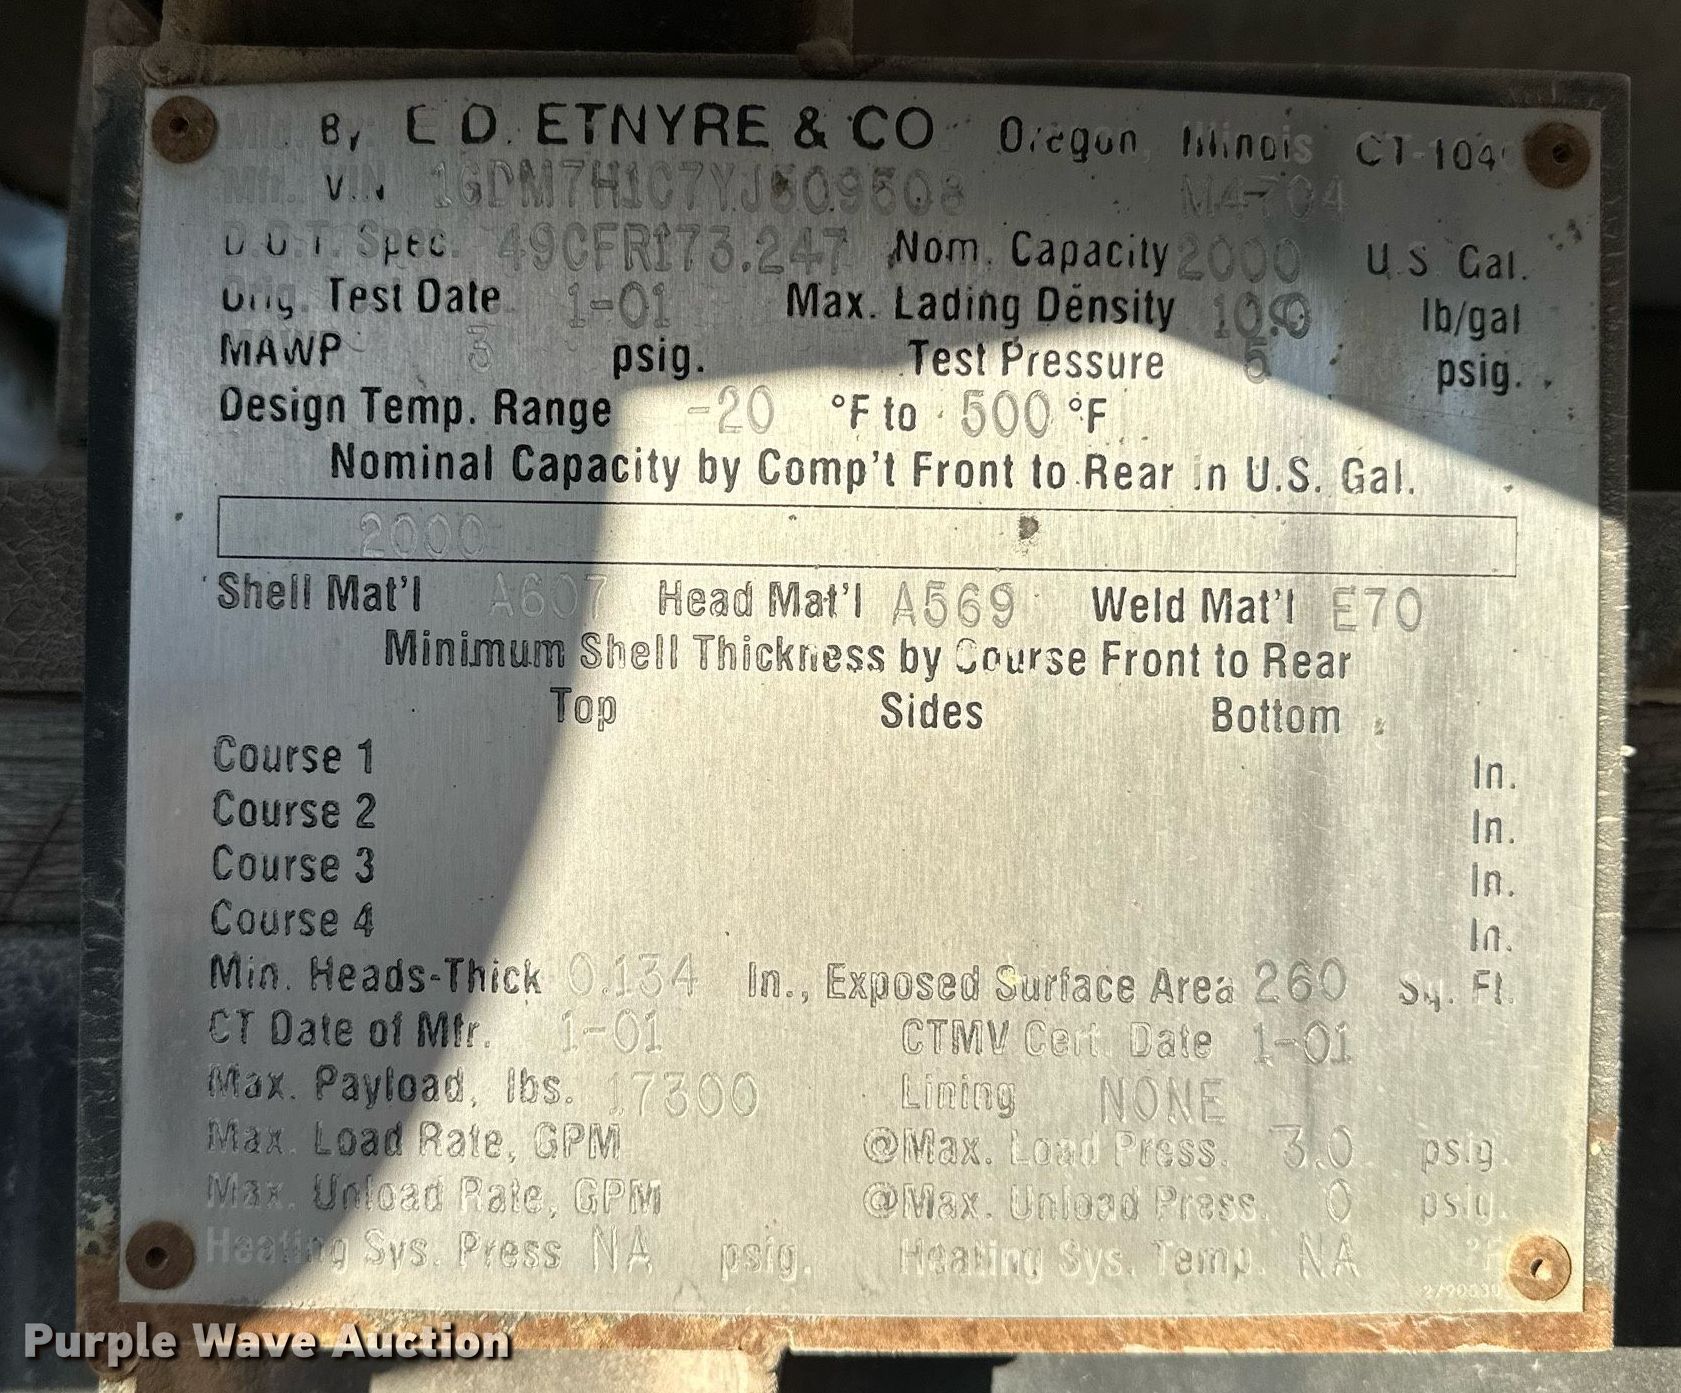 By E.D. ETNYRE & CO. Oregon, Illinois CT-104
Mfr. VIN 1GDM7H1C7YJ509508 M4704
D.O.T. Spec. 49CFR173.247 Nom. Capacity 2000 U.S. Gal.
Orig. Test Date 1-01 Max. Lading Density 10.0 lb/gal
MAWP 3 psig. Test Pressure 5 psig.
Design Temp. Range -20 °F to 500 °F
Nominal Capacity by Comp't Front to Rear in U.S. Gal.
2000
Shell Mat'l A607 Head Mat'l A569 Weld Mat'l E70
Minimum Shell Thickness by Course Front to Rear
Top Sides Bottom
Course 1 In.
Course 2 In.
Course 3 In.
Course 4 In.
Min. Heads-Thick 0.134 In., Exposed Surface Area 260 Sq. Ft.
CT Date of Mfr. 1-01 CTMV Cert. Date 1-01
Max. Payload, lbs. 17300 Lining NONE
Max. Load Rate, GPM @Max. Load Press. 3.0 psig.
Max. Unload Rate, GPM @Max. Unload Press. 0 psig.
Heating Sys. Press NA psig. Heating Sys. Temp. NA °F
Purple Wave Auction